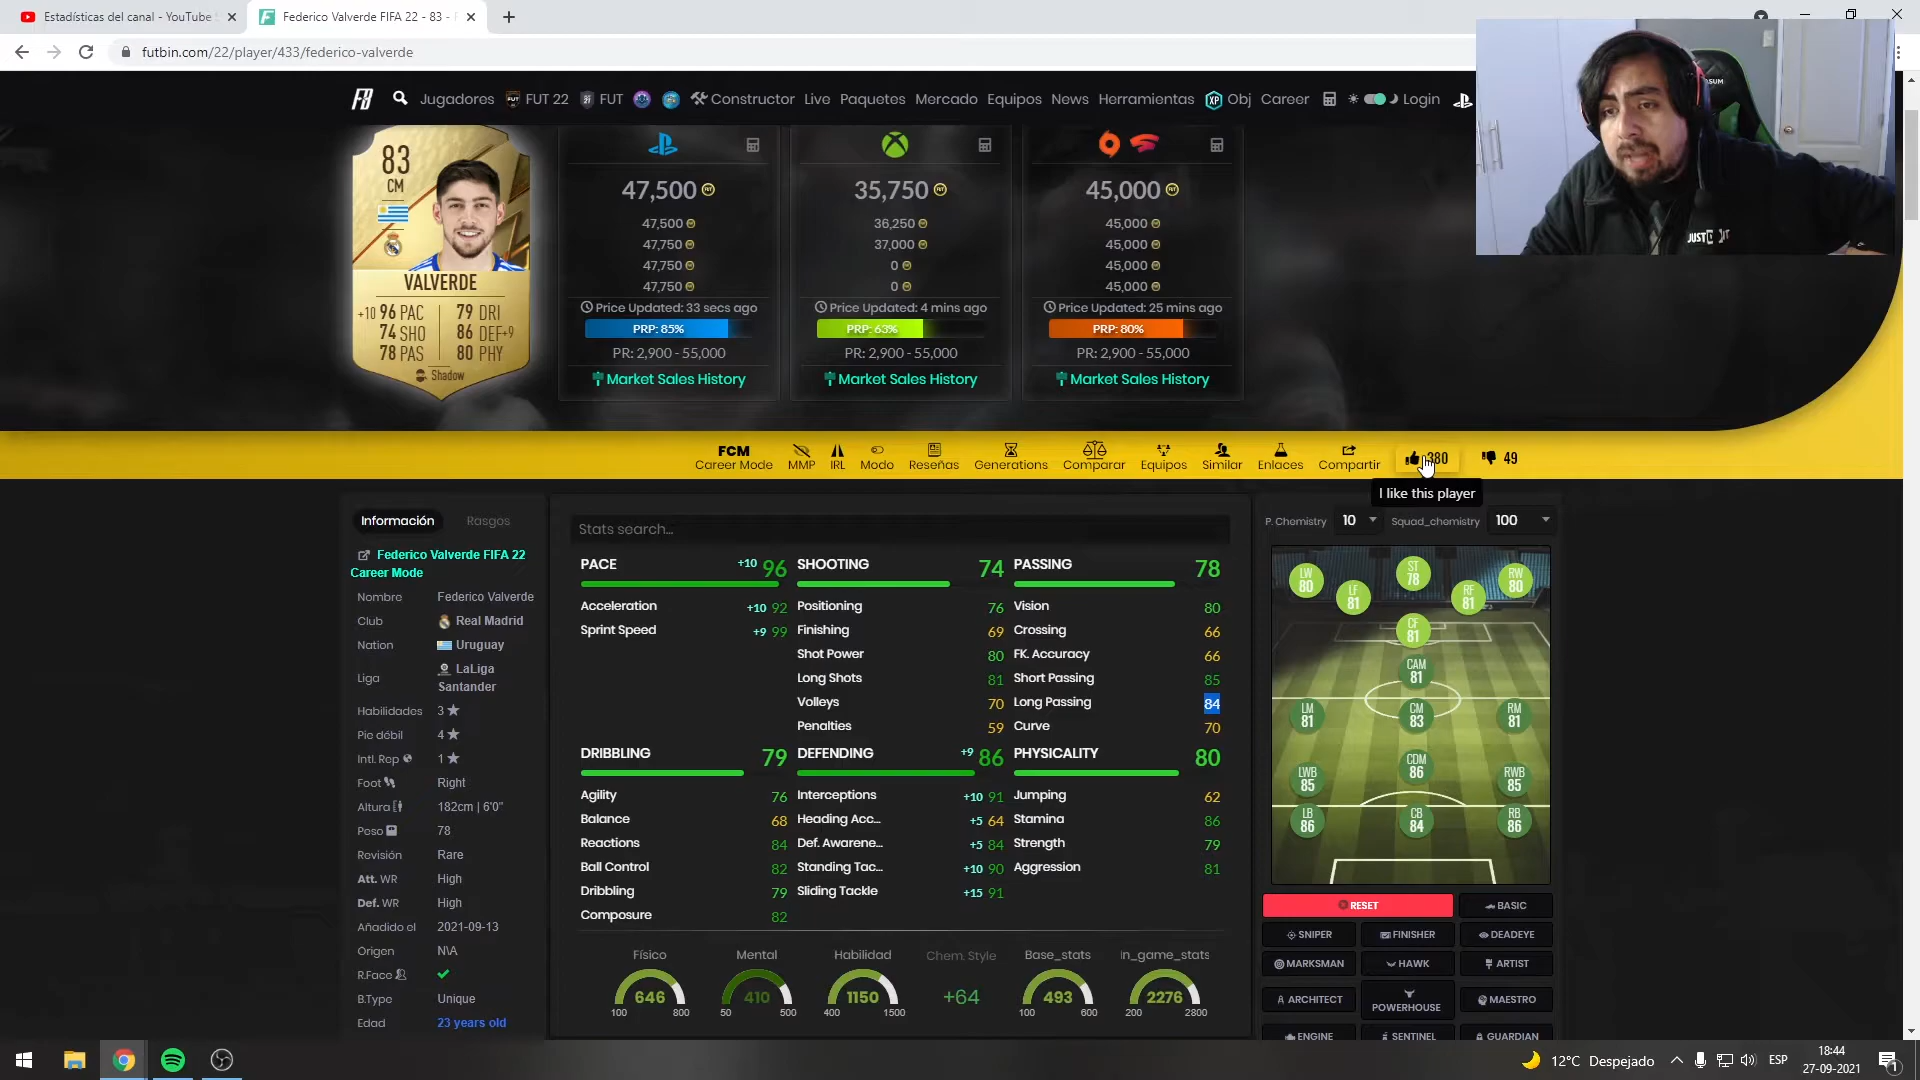 Estadísticas del canal - YouTube S
Federico Valverde FIFA 22 - 83 - F
futbin.com/22/player/433/federico-valverde
Jugadores FUT 22 FUT Constructor Live Paquetes Mercado Equipos News Herramientas XP Obj Career Login
83
CM
VALVERDE
+10 96 PAC 79 DRI
74 SHO 86 DEF+9
78 PAS 80 PHY
Shadow
47,500
47,500
47,750
47,750
47,750
Price Updated: 33 secs ago
PRP: 85%
PR: 2,900 - 55,000
Market Sales History
35,750
36,250
37,000
0
0
Price Updated: 4 mins ago
PRP: 63%
PR: 2,900 - 55,000
Market Sales History
45,000
45,000
45,000
45,000
45,000
Price Updated: 25 mins ago
PRP: 80%
PR: 2,900 - 55,000
Market Sales History
FCM
Career Mode MMP IRL Modo Reseñas Generations Comparar Equipos Similar Enlaces Compartir 380 49
I like this player
Información Rasgos
Federico Valverde FIFA 22
Career Mode
Nombre Federico Valverde
Club Real Madrid
Nation Uruguay
Liga LaLiga
Santander
Habilidades 3
Pie débil 4
Intl. Rep 1
Foot Right
Altura 182cm | 6'0"
Peso 78
Revisión Rare
Att. WR High
Def. WR High
Añadido el 2021-09-13
Origen N\A
R.Face
B.Type Unique
Edad 23 years old
Stats search...
PACE +10 96
Acceleration +10 92
Sprint Speed +9 99
SHOOTING 74
Positioning 76
Finishing 69
Shot Power 80
Long Shots 81
Volleys 70
Penalties 59
PASSING 78
Vision 80
Crossing 66
FK. Accuracy 66
Short Passing 85
Long Passing 84
Curve 70
DRIBBLING 79
Agility 76
Balance 68
Reactions 84
Ball Control 82
Dribbling 79
Composure 82
DEFENDING +9 86
Interceptions +10 91
Heading Acc... +5 64
Def. Awarene... +5 84
Standing Tac... +10 90
Sliding Tackle +15 91
PHYSICALITY 80
Jumping 62
Stamina 86
Strength 79
Aggression 81
Físico Mental Habilidad Chem. Style Base_stats In_game_stats
646 410 1150 +64 493 2276
100 800 50 500 400 1500 100 600 200 2800
P. Chemistry 10 Squad_chemistry 100
LW 80
ST 78
RW 80
LF 81
RF 81
CF 81
CAM 81
LM 81
CM 83
RM 81
CDM 86
LWB 85
RWB 85
LB 86
CB 84
RB 86
RESET BASIC
SNIPER FINISHER DEADEYE
MARKSMAN HAWK ARTIST
ARCHITECT POWERHOUSE MAESTRO
ENGINE SENTINEL GUARDIAN
12°C Despejado ESP 18:44
27-09-2021
1